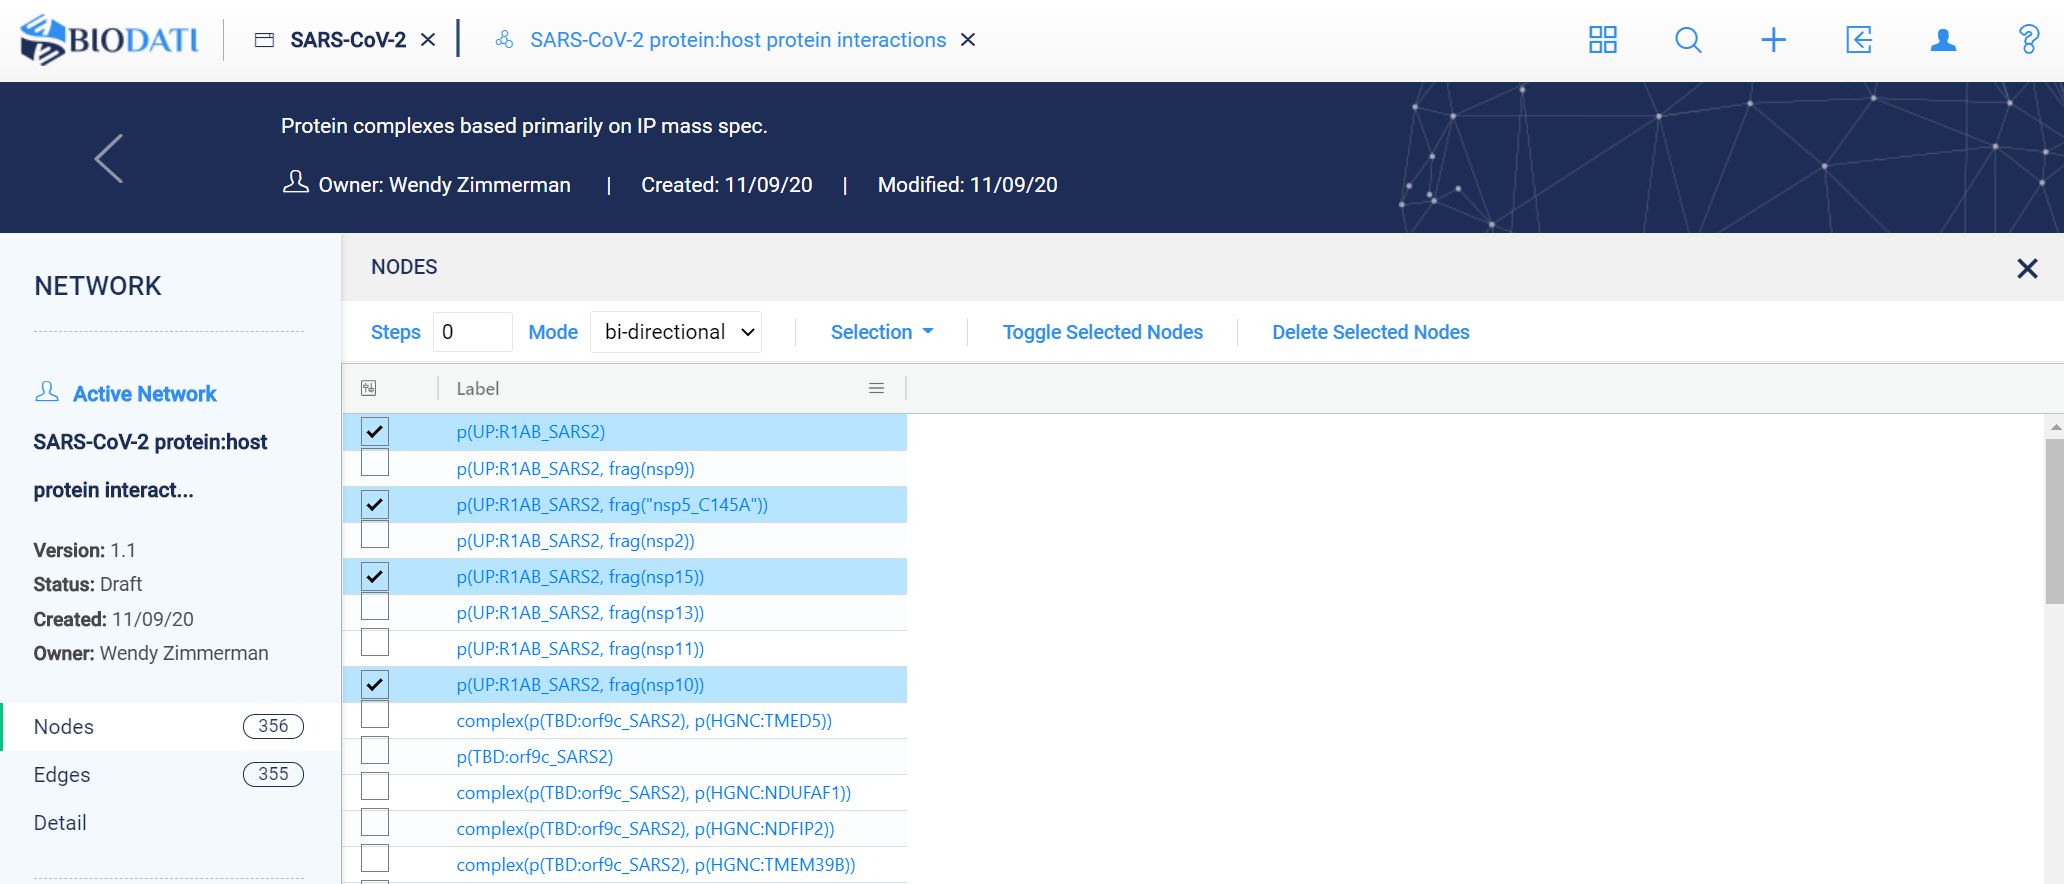 BIODATI
SARS-CoV-2
SARS-CoV-2 protein:host protein interactions
Protein complexes based primarily on IP mass spec.
Owner: Wendy Zimmerman | Created: 11/09/20 | Modified: 11/09/20
NETWORK
Active Network
SARS-CoV-2 protein:host
protein interact...
Version: 1.1
Status: Draft
Created: 11/09/20
Owner: Wendy Zimmerman
Nodes 356
Edges 355
Detail
NODES
Steps 0 Mode bi-directional Selection Toggle Selected Nodes Delete Selected Nodes
Label
p(UP:R1AB_SARS2)
p(UP:R1AB_SARS2, frag(nsp9))
p(UP:R1AB_SARS2, frag("nsp5_C145A"))
p(UP:R1AB_SARS2, frag(nsp2))
p(UP:R1AB_SARS2, frag(nsp15))
p(UP:R1AB_SARS2, frag(nsp13))
p(UP:R1AB_SARS2, frag(nsp11))
p(UP:R1AB_SARS2, frag(nsp10))
complex(p(TBD:orf9c_SARS2), p(HGNC:TMED5))
p(TBD:orf9c_SARS2)
complex(p(TBD:orf9c_SARS2), p(HGNC:NDUFAF1))
complex(p(TBD:orf9c_SARS2), p(HGNC:NDFIP2))
complex(p(TBD:orf9c_SARS2), p(HGNC:TMEM39B))